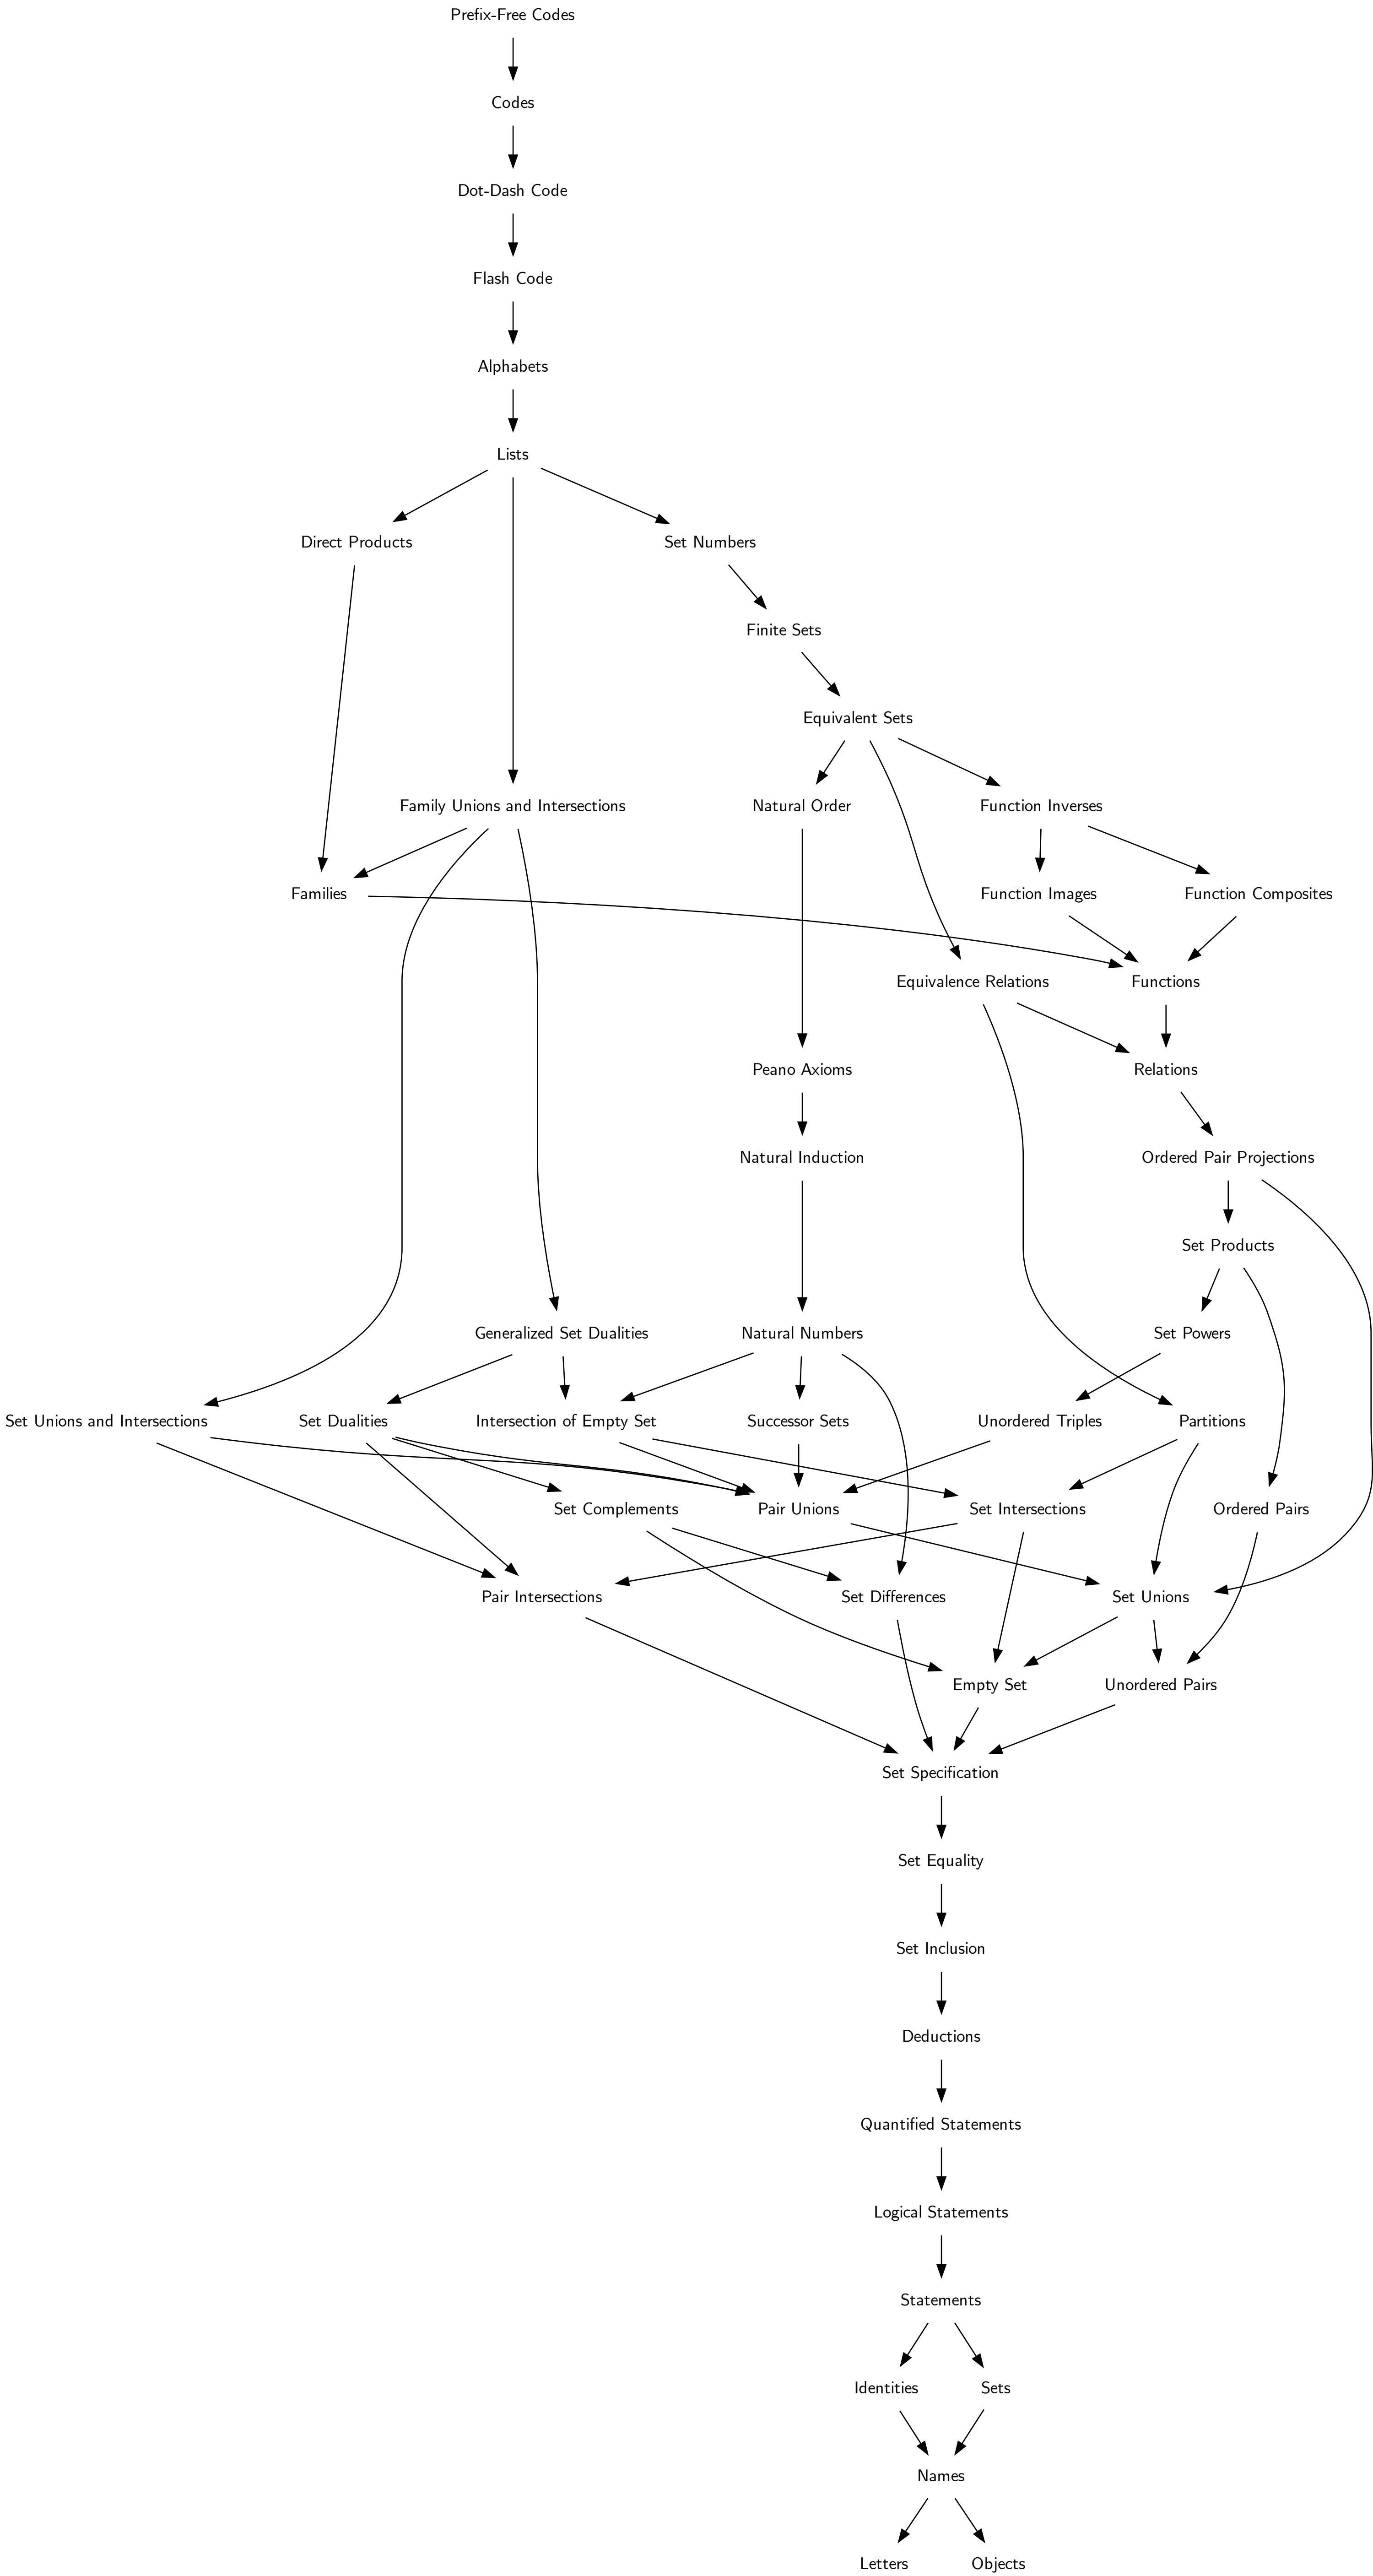 Prefix-Free Codes
Codes
Dot-Dash Code
Flash Code
Alphabets
Lists
Direct Products
Set Numbers
Finite Sets
Equivalent Sets
Family Unions and Intersections
Natural Order
Function Inverses
Families
Function Images
Function Composites
Equivalence Relations
Functions
Peano Axioms
Relations
Natural Induction
Ordered Pair Projections
Set Products
Generalized Set Dualities
Natural Numbers
Set Powers
Set Unions and Intersections
Set Dualities
Intersection of Empty Set
Successor Sets
Unordered Triples
Partitions
Set Complements
Pair Unions
Set Intersections
Ordered Pairs
Pair Intersections
Set Differences
Set Unions
Empty Set
Unordered Pairs
Set Specification
Set Equality
Set Inclusion
Deductions
Quantified Statements
Logical Statements
Statements
Identities
Sets
Names
Letters
Objects